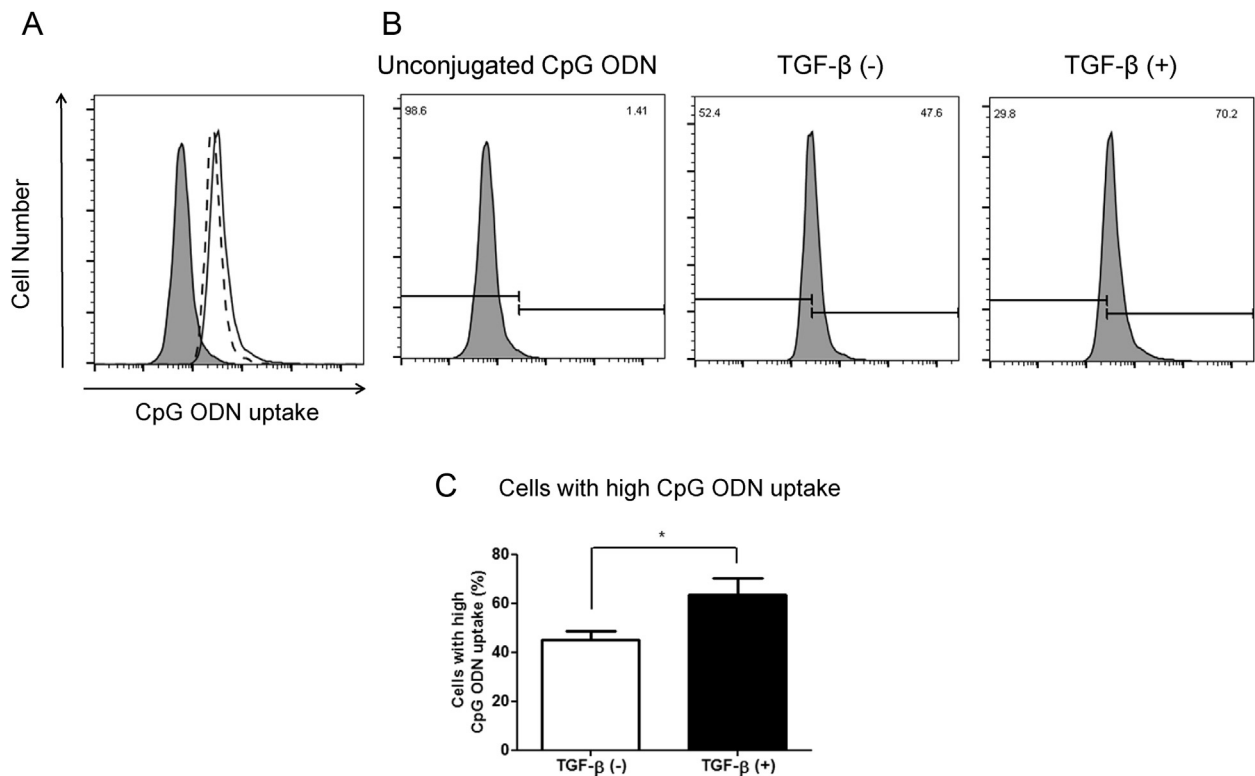 A
B
Unconjugated CpG ODN
TGF-β (-)
TGF-β (+)
98.6
1.41
52.4
47.6
29.8
70.2
Cell Number
CpG ODN uptake
C
Cells with high CpG ODN uptake
*
Cells with high
CpG ODN uptake (%)
80
60
40
20
0
TGF-β (-)
TGF-β (+)